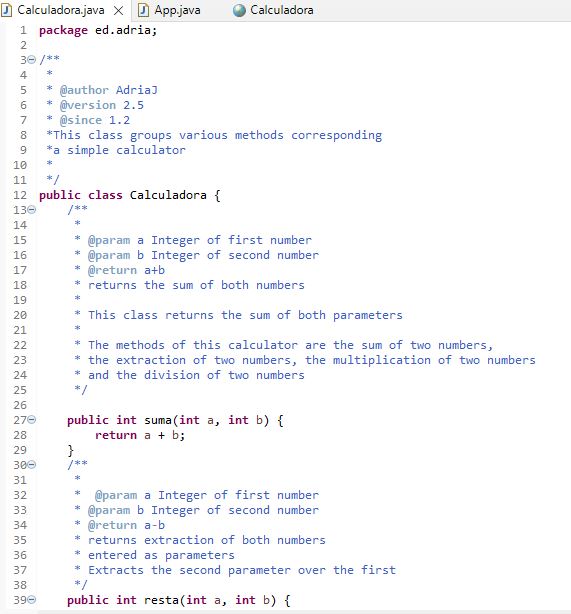 Calculadora.java App.java Calculadora
1 package ed.adria;
2
3 /**
4  *
5  * @author AdriaJ
6  * @version 2.5
7  * @since 1.2
8  *This class groups various methods corresponding
9  *a simple calculator
10  *
11  */
12 public class Calculadora {
13     /**
14      *
15      * @param a Integer of first number
16      * @param b Integer of second number
17      * @return a+b
18      * returns the sum of both numbers
19      *
20      * This class returns the sum of both parameters
21      *
22      * The methods of this calculator are the sum of two numbers,
23      * the extraction of two numbers, the multiplication of two numbers
24      * and the division of two numbers
25      */
26
27     public int suma(int a, int b) {
28         return a + b;
29     }
30     /**
31      *
32      *  @param a Integer of first number
33      * @param b Integer of second number
34      * @return a-b
35      * returns extraction of both numbers
36      * entered as parameters
37      * Extracts the second parameter over the first
38      */
39     public int resta(int a, int b) {